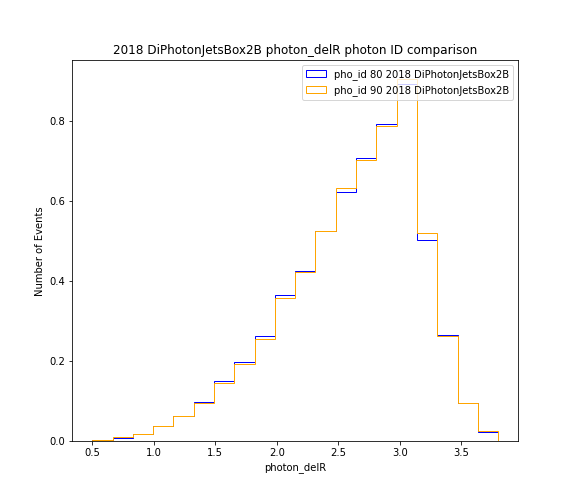 2018 DiPhotonJetsBox2B photon_delR photon ID comparison
pho_id 80 2018 DiPhotonJetsBox2B
pho_id 90 2018 DiPhotonJetsBox2B
Number of Events
0.8
0.6
0.4
0.2
0.0
0.5 1.0 1.5 2.0 2.5 3.0 3.5
photon_delR